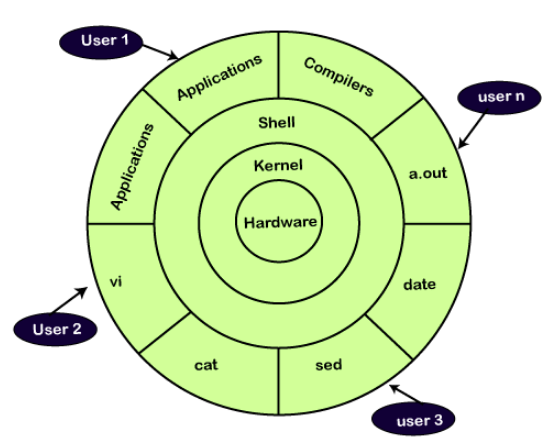 User 1
Applications
Compilers
user n
Shell
Applications
Kernel
a.out
Hardware
vi
date
User 2
cat
sed
user 3